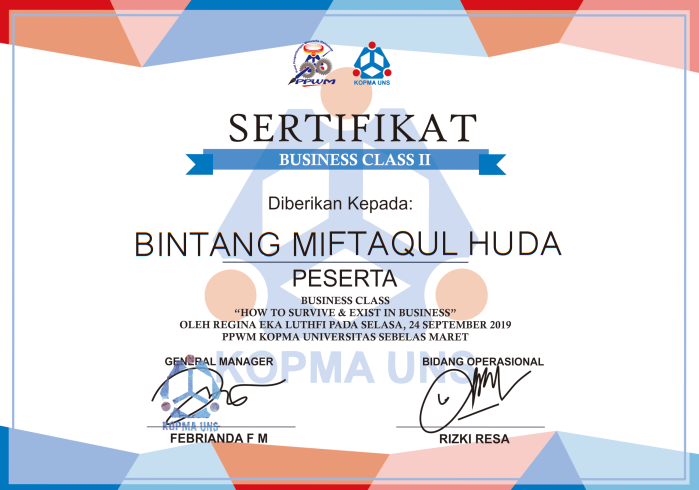 PPWM
KOPMA UNS
SERTIFIKAT
BUSINESS CLASS II
Diberikan Kepada:
BINTANG MIFTAQUL HUDA
PESERTA
BUSINESS CLASS
“HOW TO SURVIVE & EXIST IN BUSINESS”
OLEH REGINA EKA LUTHFI PADA SELASA, 24 SEPTEMBER 2019
PPWM KOPMA UNIVERSITAS SEBELAS MARET
KOPMA UNS
GENERAL MANAGER
BIDANG OPERASIONAL
KOPMA UNS
FEBRIANDA F M
RIZKI RESA